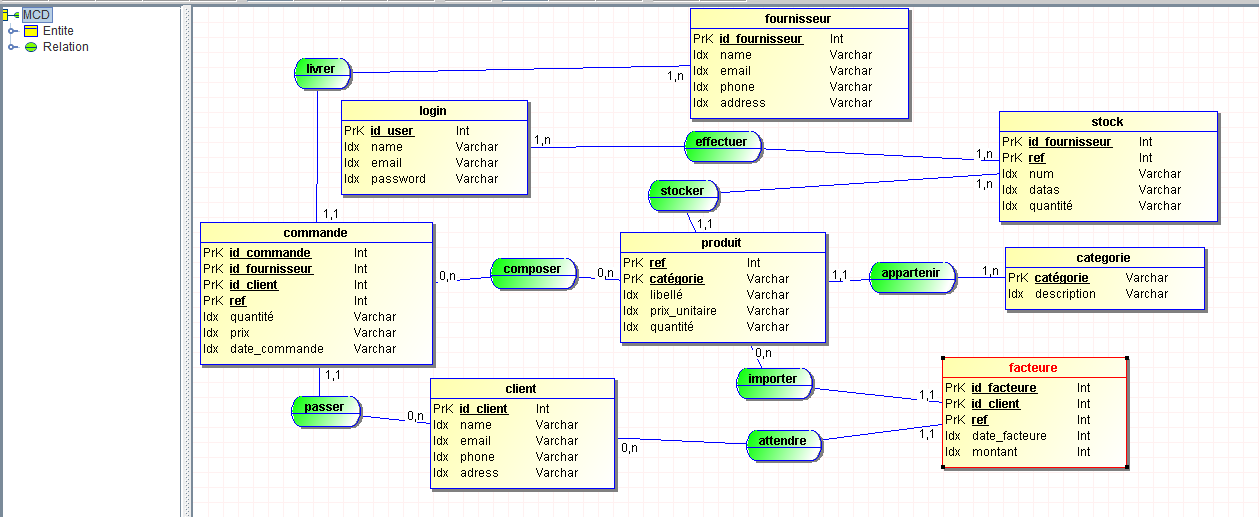 MCD
Entite
Relation
fournisseur
PrK id_fournisseur Int
Idx name Varchar
Idx email Varchar
Idx phone Varchar
Idx address Varchar
livrer
1,n
login
PrK id_user Int
Idx name Varchar
Idx email Varchar
Idx password Varchar
1,n
effectuer
1,n
stock
PrK id_fournisseur Int
PrK ref Int
Idx num Varchar
Idx datas Varchar
Idx quantité Varchar
stocker
1,n
1,1
1,1
commande
PrK id_commande Int
PrK id_fournisseur Int
PrK id_client Int
PrK ref Int
Idx quantité Varchar
Idx prix Varchar
Idx date_commande Varchar
0,n
composer
0,n
produit
PrK ref Int
PrK catégorie Varchar
Idx libellé Varchar
Idx prix_unitaire Varchar
Idx quantité Varchar
1,1
appartenir
1,n
categorie
PrK catégorie Varchar
Idx description Varchar
0,n
importer
1,1
facteure
PrK id_facteure Int
PrK id_client Int
PrK ref Int
Idx date_facteure Int
Idx montant Int
1,1
passer
0,n
client
PrK id_client Int
Idx name Varchar
Idx email Varchar
Idx phone Varchar
Idx adress Varchar
0,n
attendre
1,1